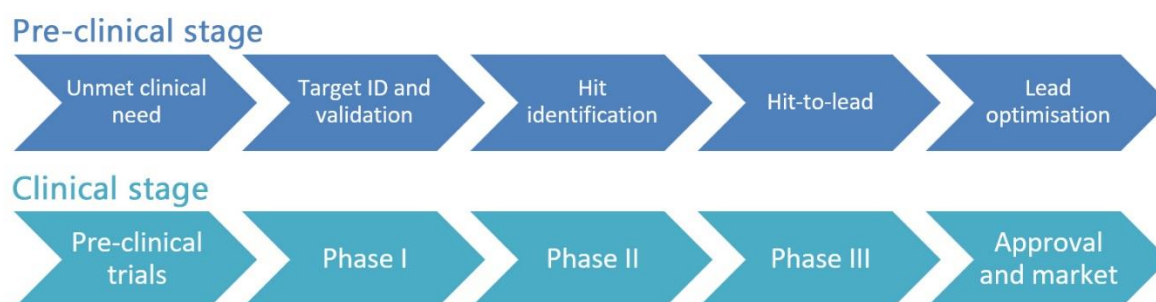 Pre-clinical stage
Unmet clinical
need
Target ID and
validation
Hit
identification
Hit-to-lead
Lead
optimisation
Clinical stage
Pre-clinical
trials
Phase I
Phase II
Phase III
Approval
and market